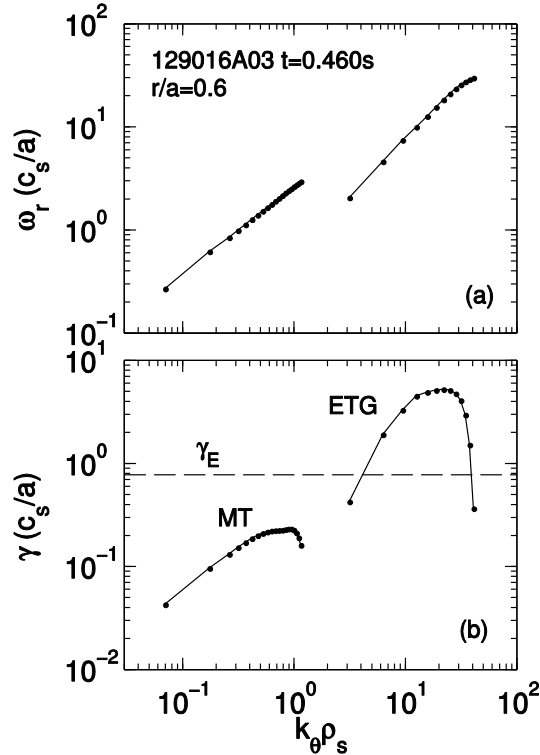 10²
129016A03 t=0.460s
r/a=0.6
10¹
ω_r (c_s/a)
10⁰
(a)
10⁻¹
10¹
ETG
γ_E
10⁰
MT
γ (c_s/a)
10⁻¹
(b)
10⁻²
10⁻¹ 10⁰ 10¹ 10²
k_θρ_s